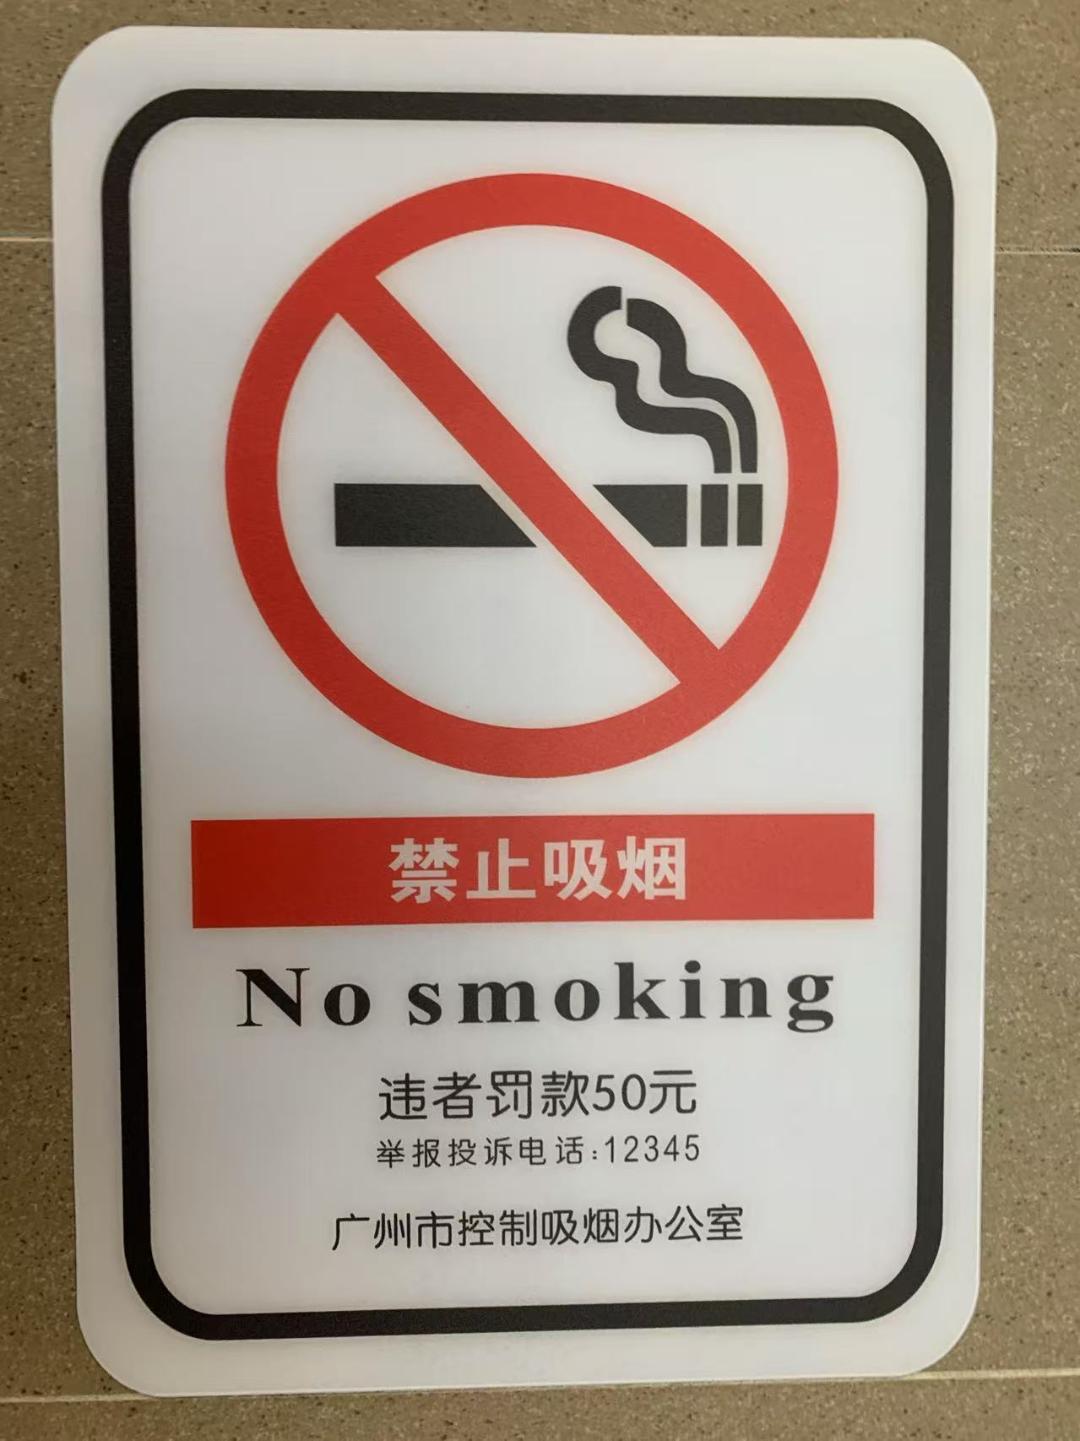 禁止吸烟
No smoking
违者罚款50元
举报投诉电话:12345
广州市控制吸烟办公室